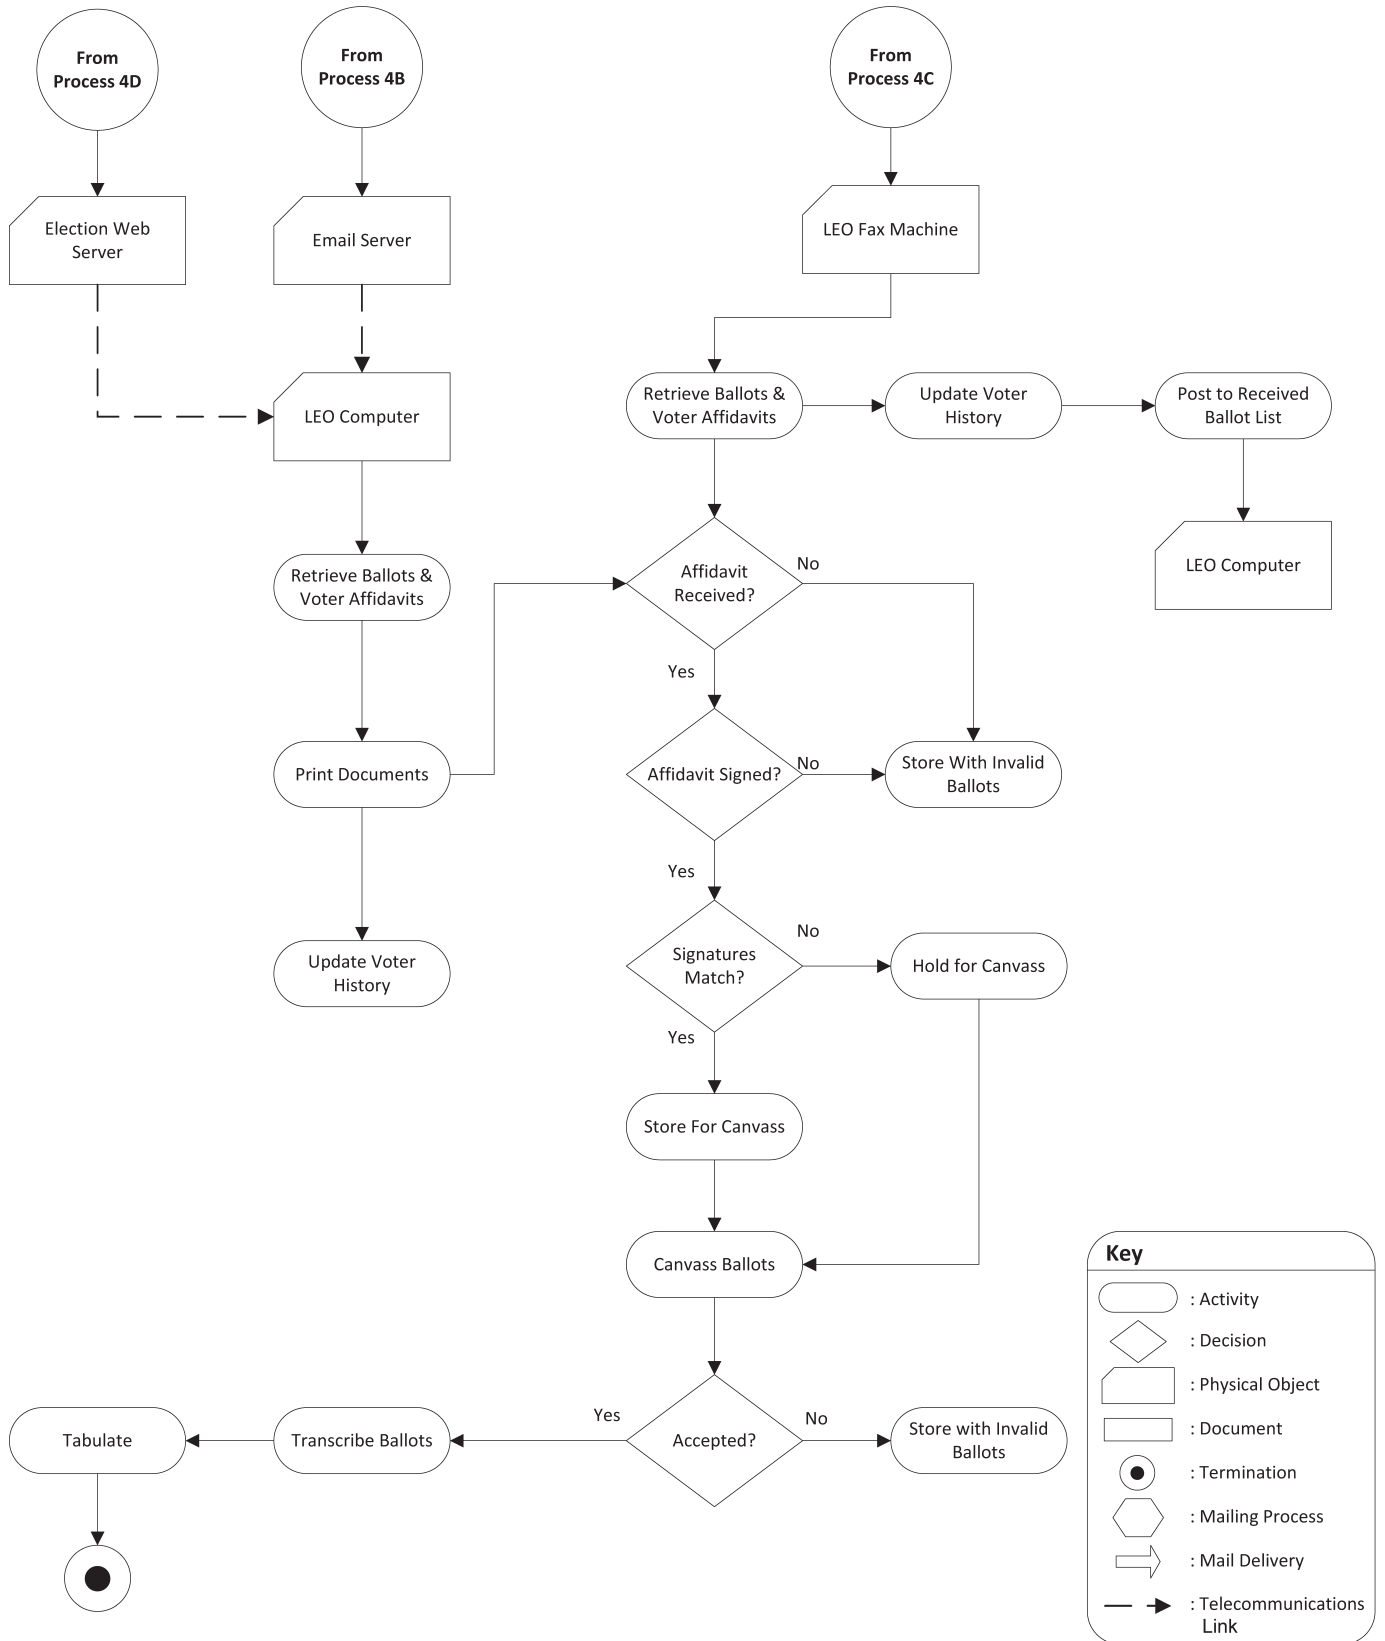 From
Process 4D
From
Process 4B
From
Process 4C
Election Web
Server
Email Server
LEO Fax Machine
LEO Computer
Retrieve Ballots &
Voter Affidavits
Update Voter
History
Post to Received
Ballot List
Retrieve Ballots &
Voter Affidavits
Affidavit
Received?
No
LEO Computer
Yes
Print Documents
Affidavit Signed?
No
Store With Invalid
Ballots
Yes
Update Voter
History
Signatures
Match?
No
Hold for Canvass
Yes
Store For Canvass
Canvass Ballots
Accepted?
Yes
No
Store with Invalid
Ballots
Transcribe Ballots
Tabulate
Key
: Activity
: Decision
: Physical Object
: Document
: Termination
: Mailing Process
: Mail Delivery
: Telecommunications
Link